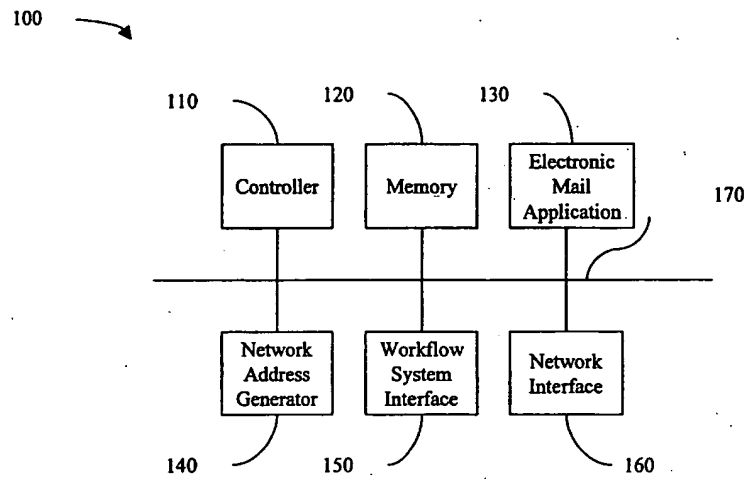 100
110
120
130
Controller
Memory
Electronic
Mail
Application
170
Network
Address
Generator
Workflow
System
Interface
Network
Interface
140
150
160